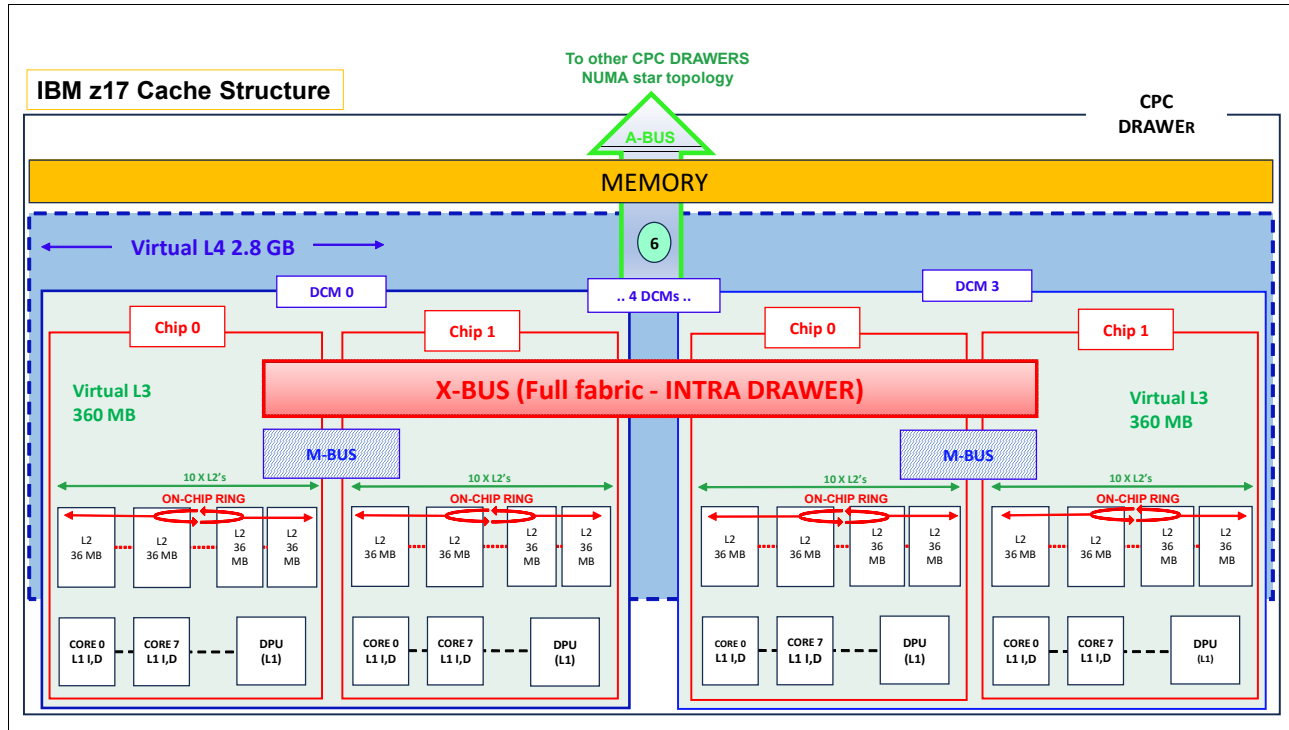 To other CPC DRAWERS
NUMA star topology
IBM z17 Cache Structure
CPC
DRAWER
A-BUS
MEMORY
Virtual L4 2.8 GB
6
DCM 0
.. 4 DCMs ..
DCM 3
Chip 0
Chip 1
Chip 0
Chip 1
X-BUS (Full fabric - INTRA DRAWER)
Virtual L3
360 MB
Virtual L3
360 MB
M-BUS
M-BUS
10 X L2's
10 X L2's
10 X L2's
10 X L2's
ON-CHIP RING
ON-CHIP RING
ON-CHIP RING
ON-CHIP RING
L2
36 MB
L2
36 MB
L2
36
MB
L2
36
MB
L2
36 MB
L2
36 MB
L2
36
MB
L2
36
MB
L2
36 MB
L2
36 MB
L2
36
MB
L2
36
MB
L2
36 MB
L2
36 MB
L2
36
MB
L2
36
MB
CORE 0
L1 I,D
CORE 7
L1 I,D
DPU
(L1)
CORE 0
L1 I,D
CORE 7
L1 I,D
DPU
(L1)
CORE 0
L1 I,D
CORE 7
L1 I,D
DPU
(L1)
CORE 0
L1 I,D
CORE 7
L1 I,D
DPU
(L1)